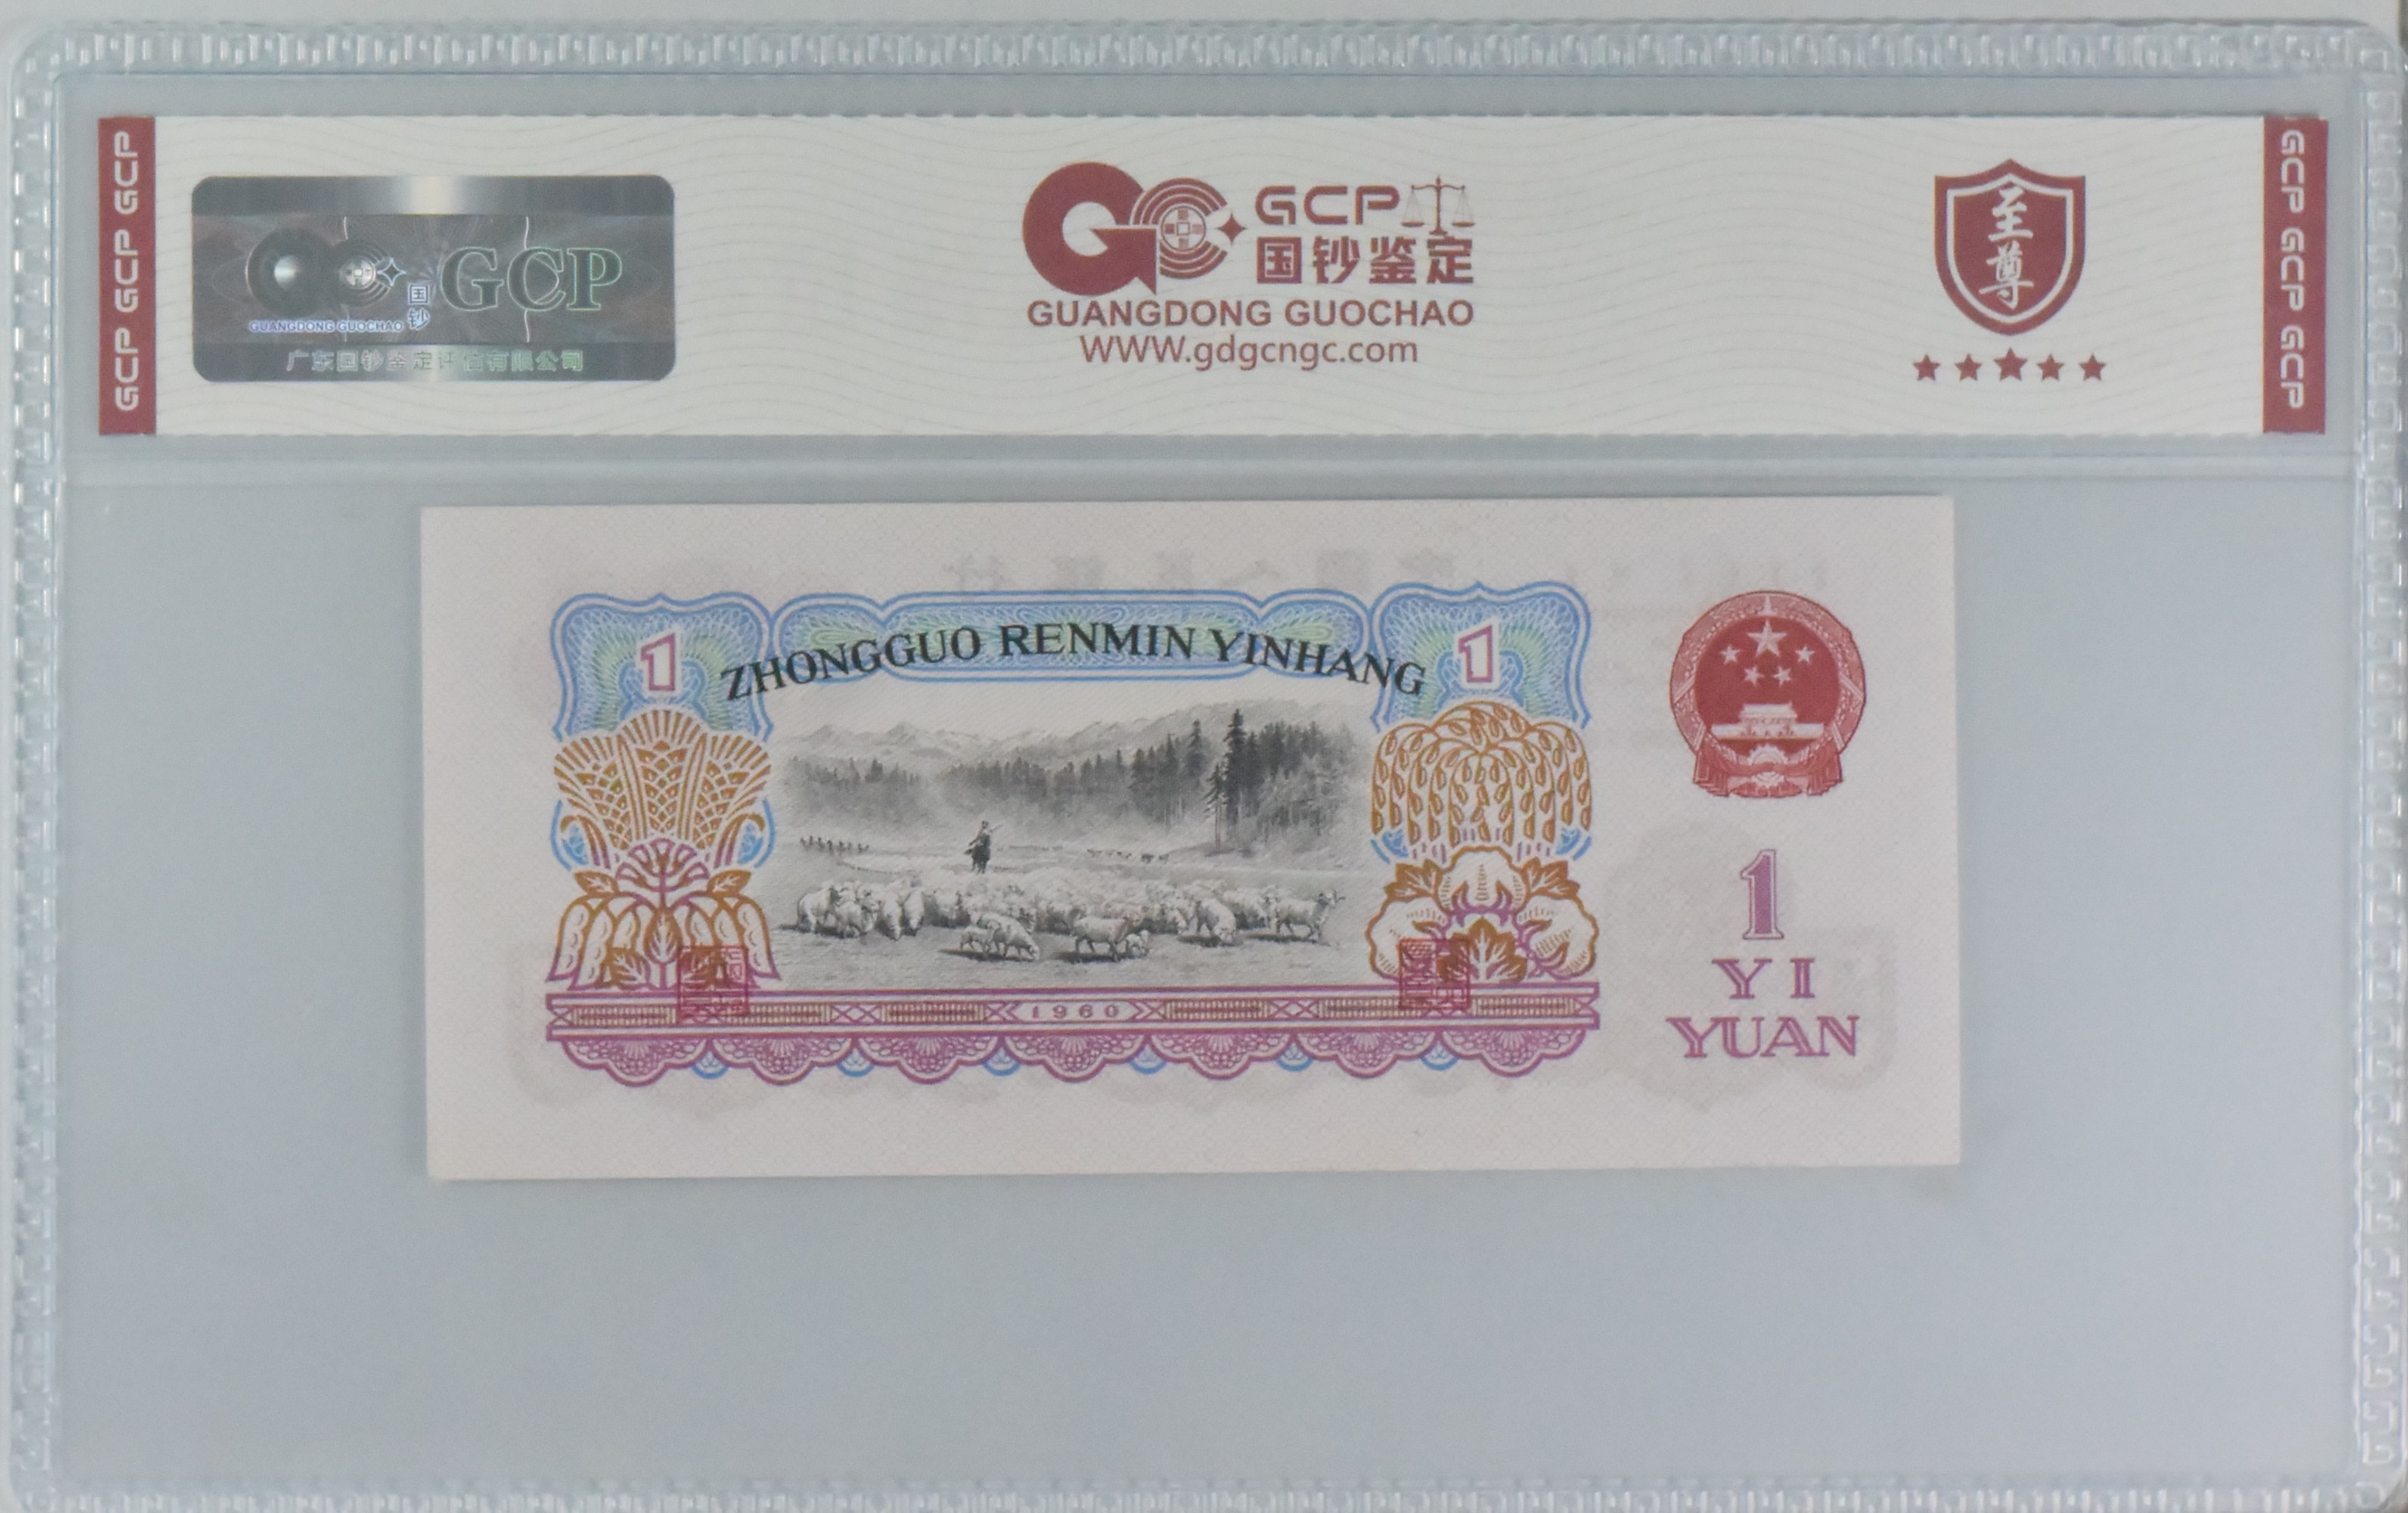 GCP GCP GCP
国钞
GCP
GUANGDONG GUOCHAO
广东国钞鉴定评估有限公司
GCP
国钞鉴定
GUANGDONG GUOCHAO
WWW.gdgcngc.com
至尊
GCP GCP GCP
1
ZHONGGUO RENMIN YINHANG
1
1960
1
YI
YUAN